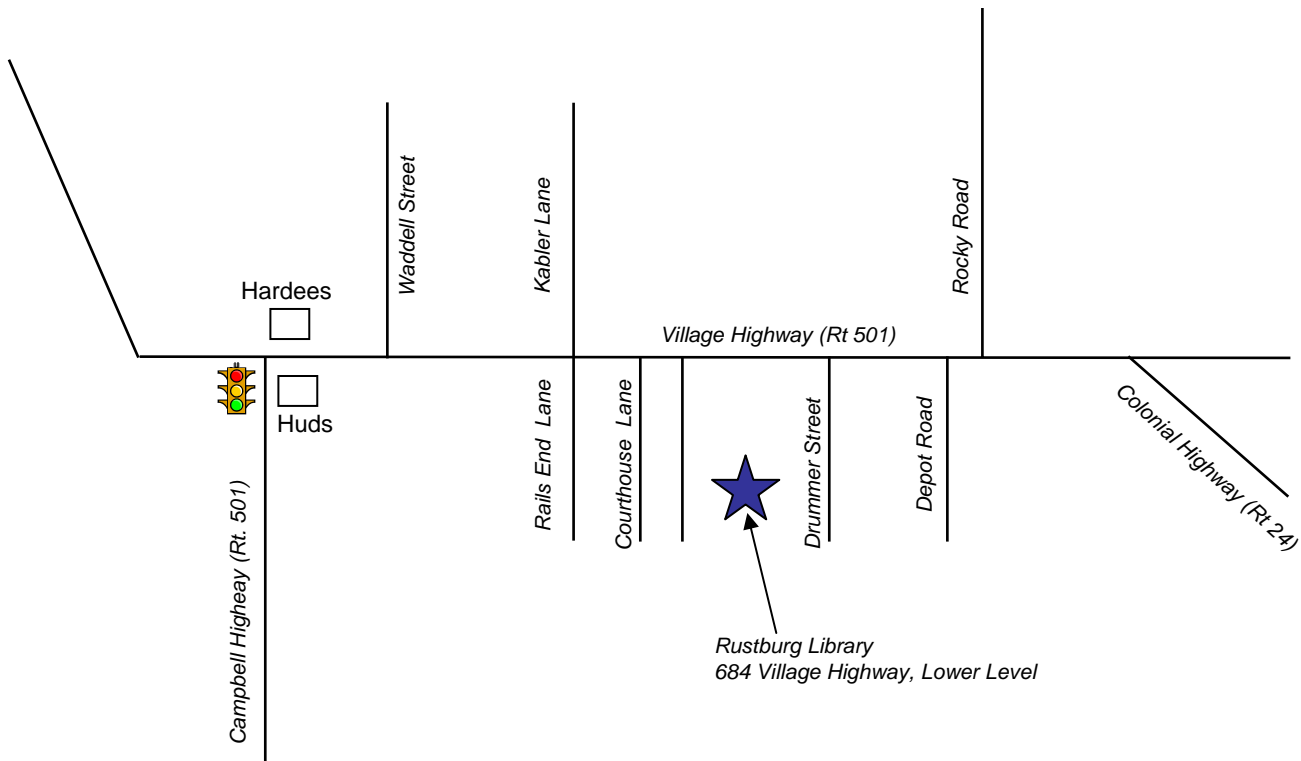 Waddell Street
Kabler Lane
Rocky Road
Hardees
Village Highway (Rt 501)
Huds
Rails End Lane
Courthouse Lane
Drummer Street
Depot Road
Colonial Highway (Rt 24)
Campbell Higheay (Rt. 501)
Rustburg Library
684 Village Highway, Lower Level